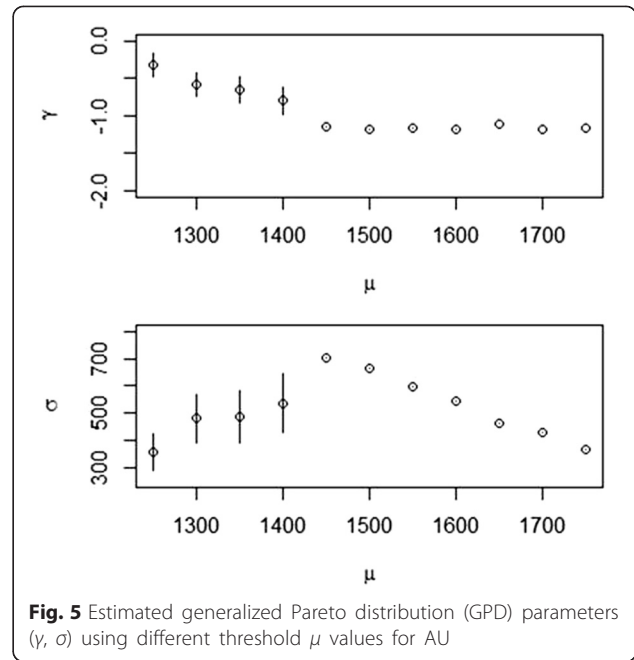 0.0
-1.0
-2.0
γ
1300 1400 1500 1600 1700
μ
700
500
300
σ
1300 1400 1500 1600 1700
μ
Fig. 5 Estimated generalized Pareto distribution (GPD) parameters
(γ, σ) using different threshold μ values for AU